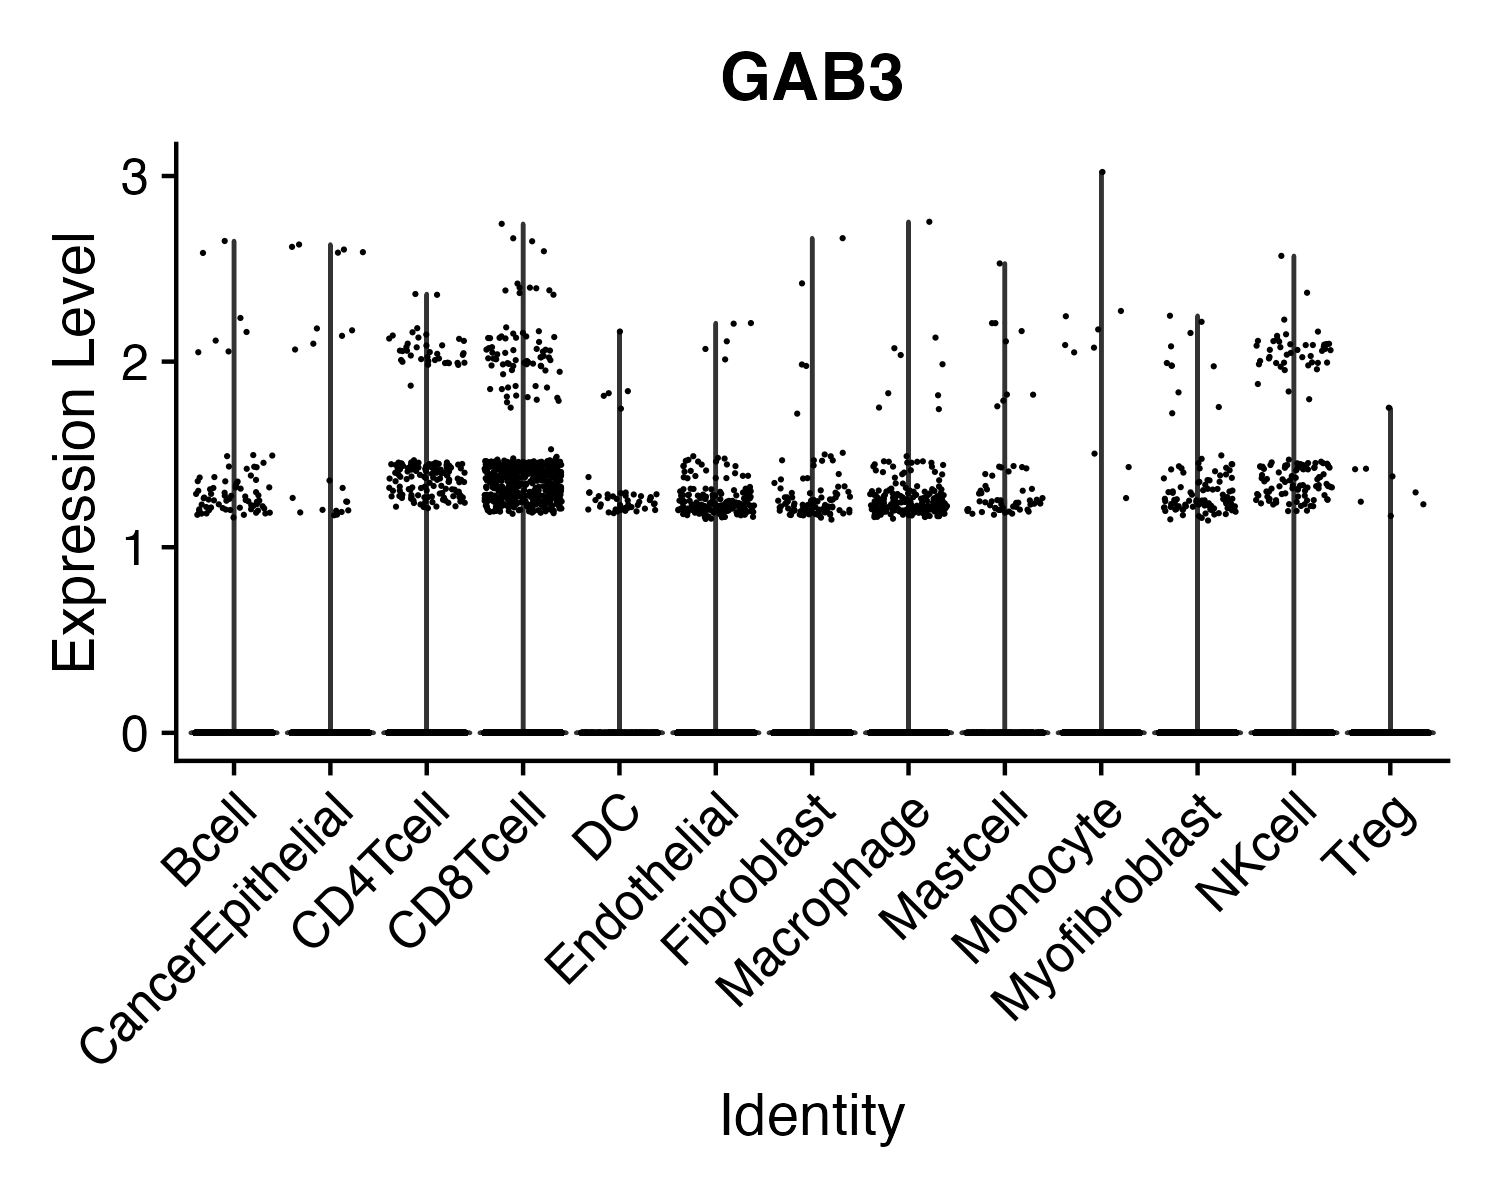 GAB3
Expression Level
3
2
1
0
Bcell
CancerEpithelial
CD4Tcell
CD8Tcell
DC
Endothelial
Fibroblast
Macrophage
Mastcell
Monocyte
Myofibroblast
NKcell
Treg
Identity